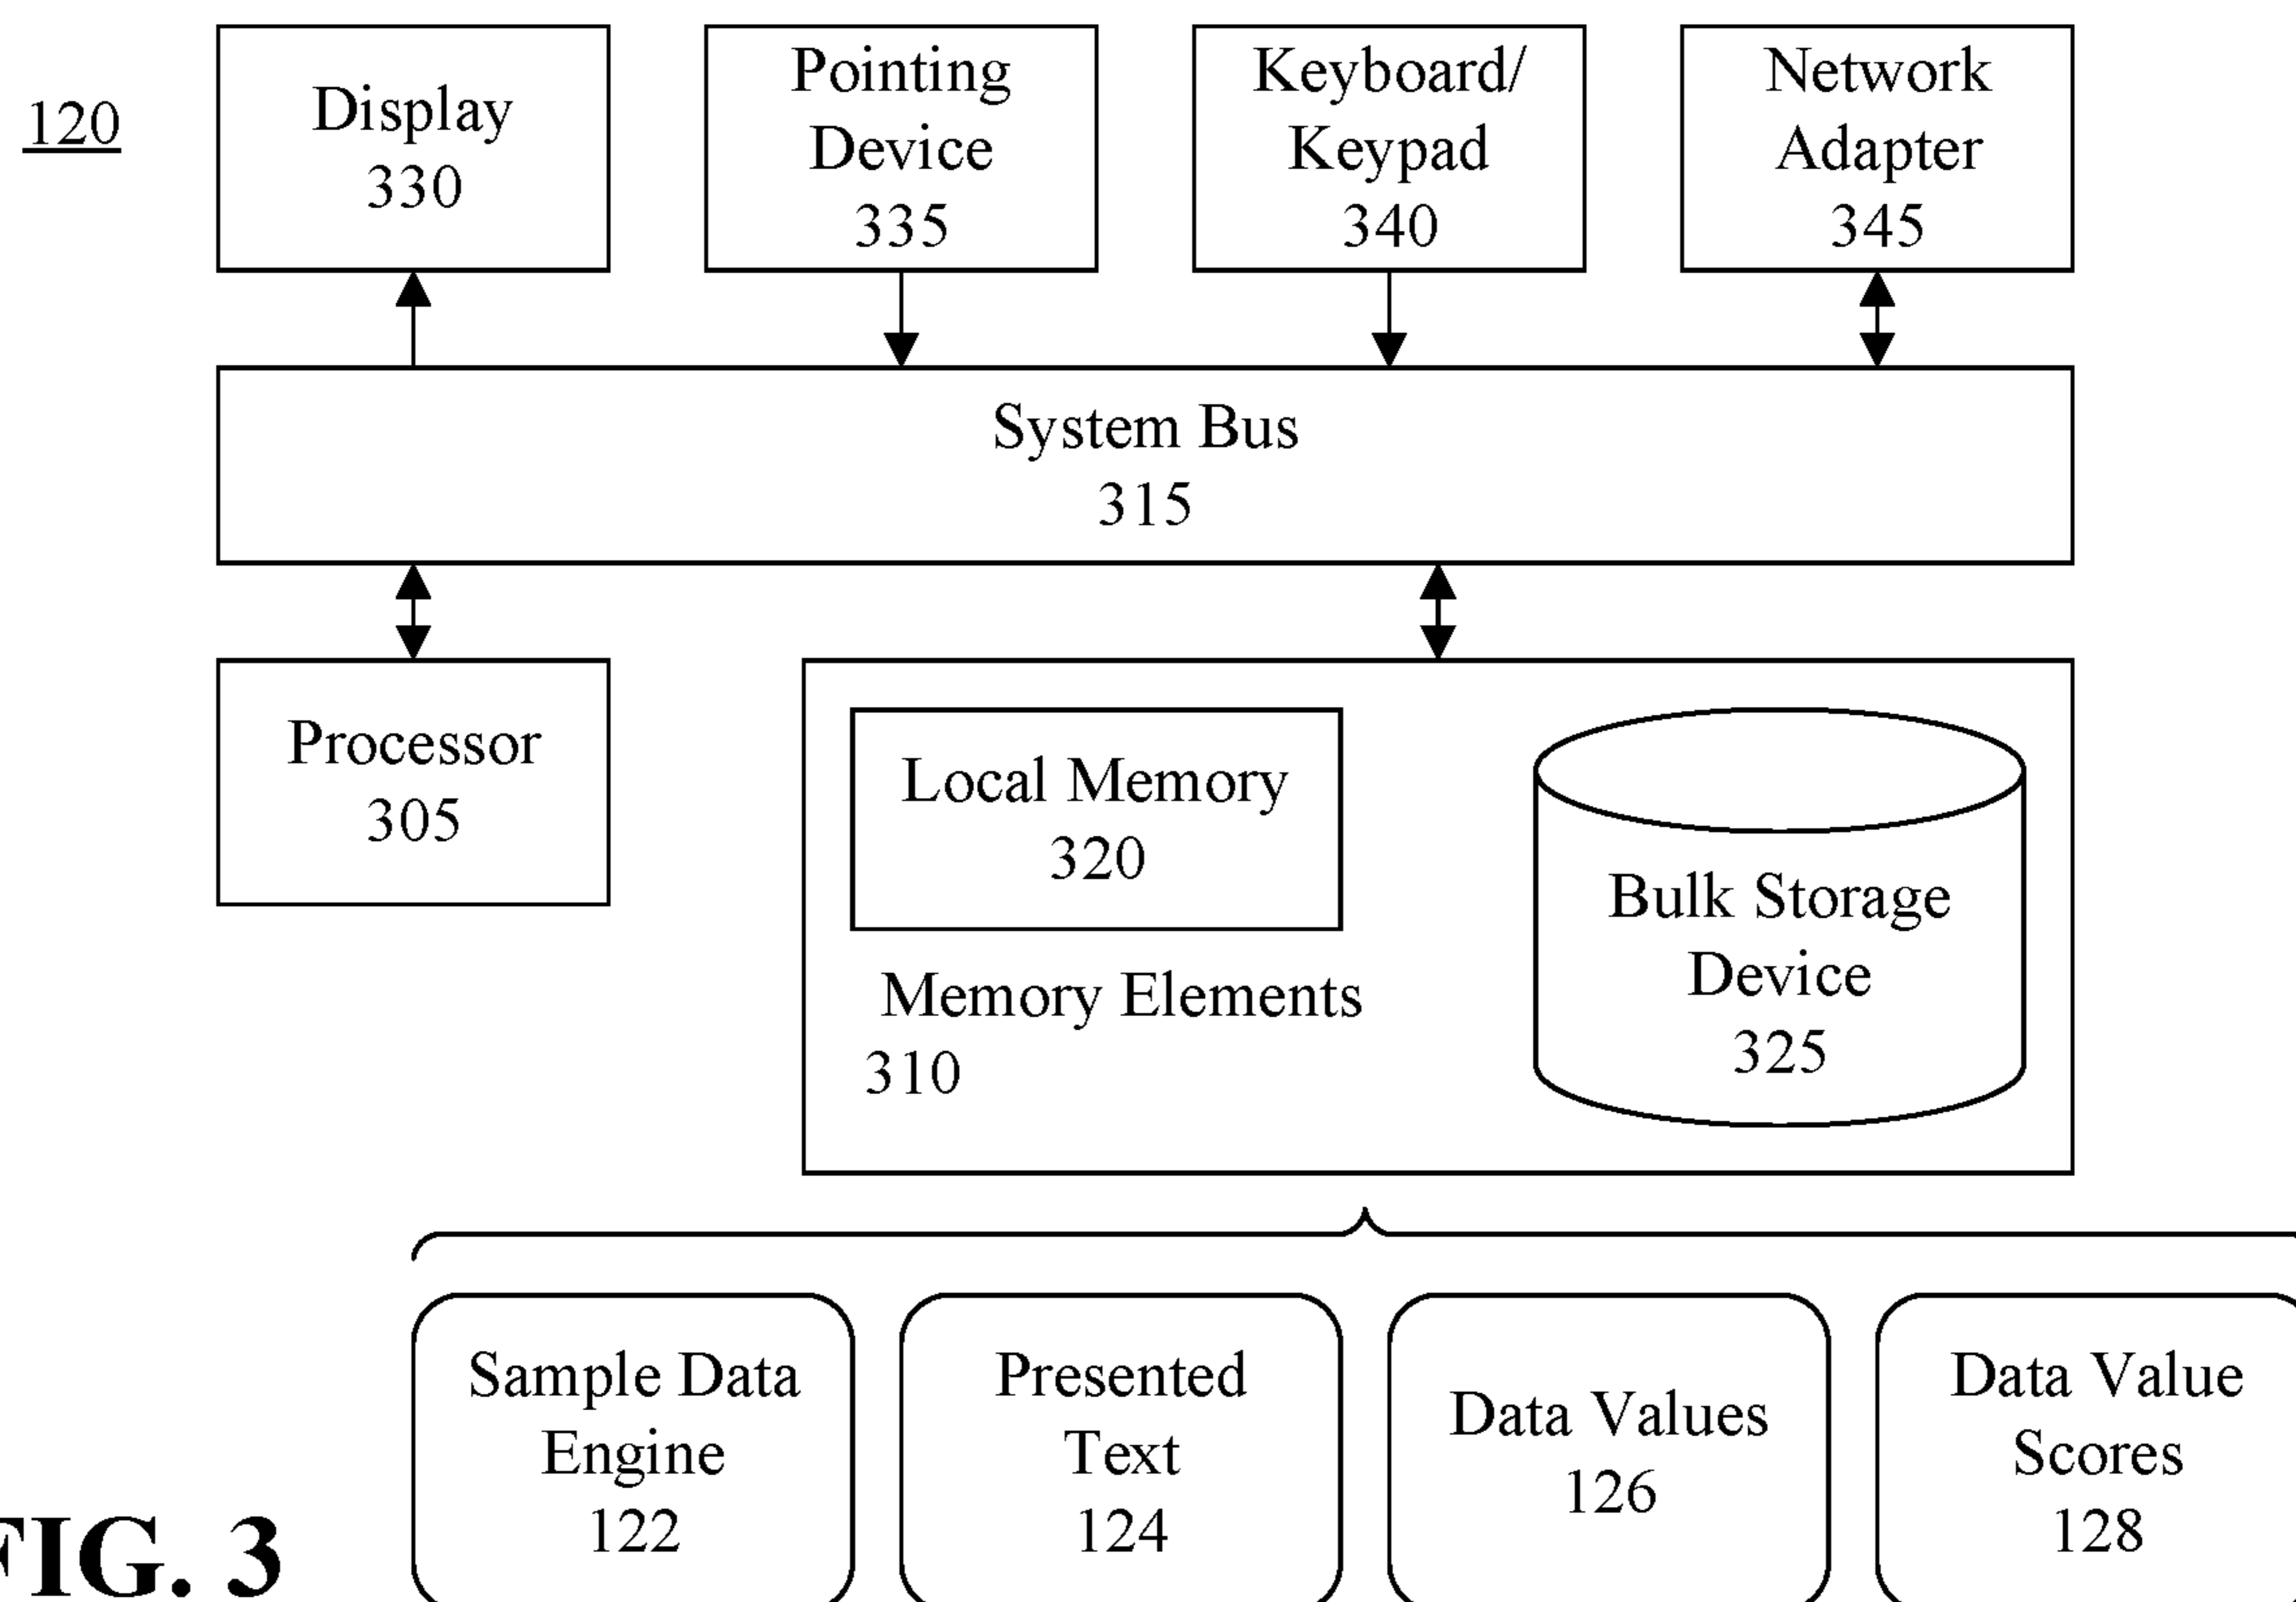 120
Display
330
Pointing
Device
335
Keyboard/
Keypad
340
Network
Adapter
345
System Bus
315
Processor
305
Local Memory
320
Memory Elements
310
Bulk Storage
Device
325
Sample Data
Engine
122
Presented
Text
124
Data Values
126
Data Value
Scores
128
FIG. 3